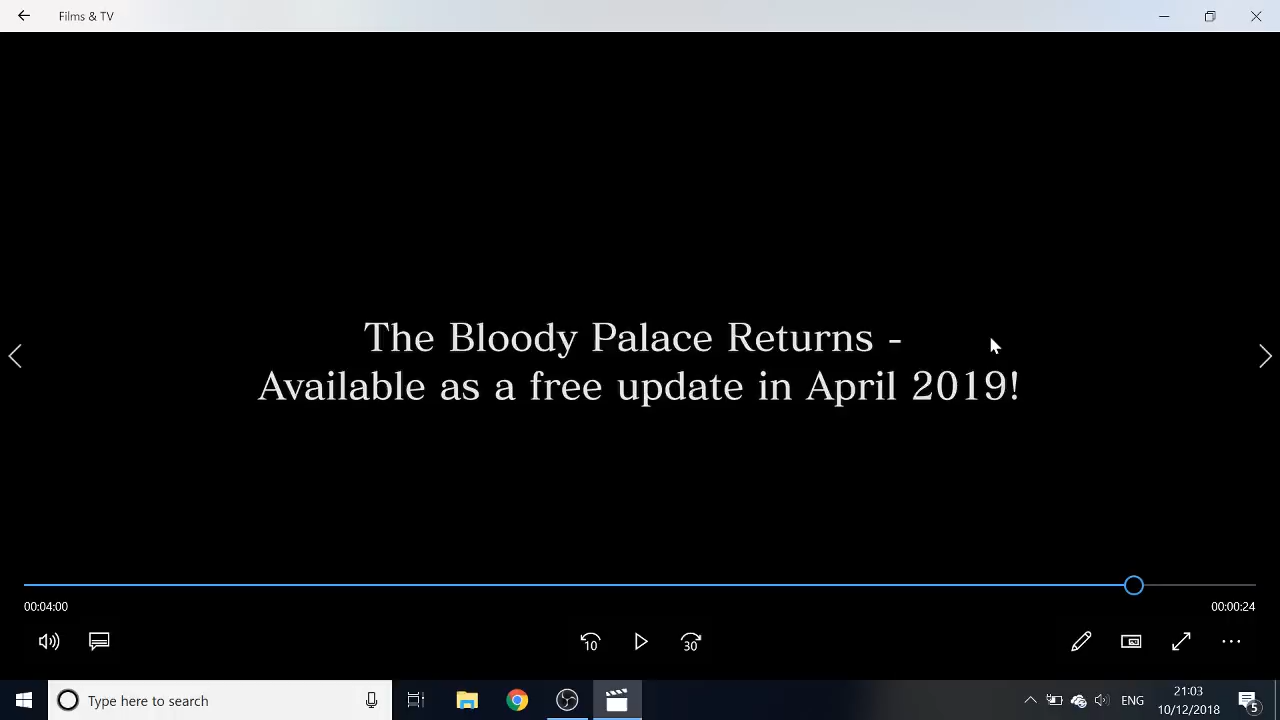 Films & TV
The Bloody Palace Returns -
Available as a free update in April 2019!
00:04:00
00:00:24
10
30
Type here to search
ENG
21:03
10/12/2018
5